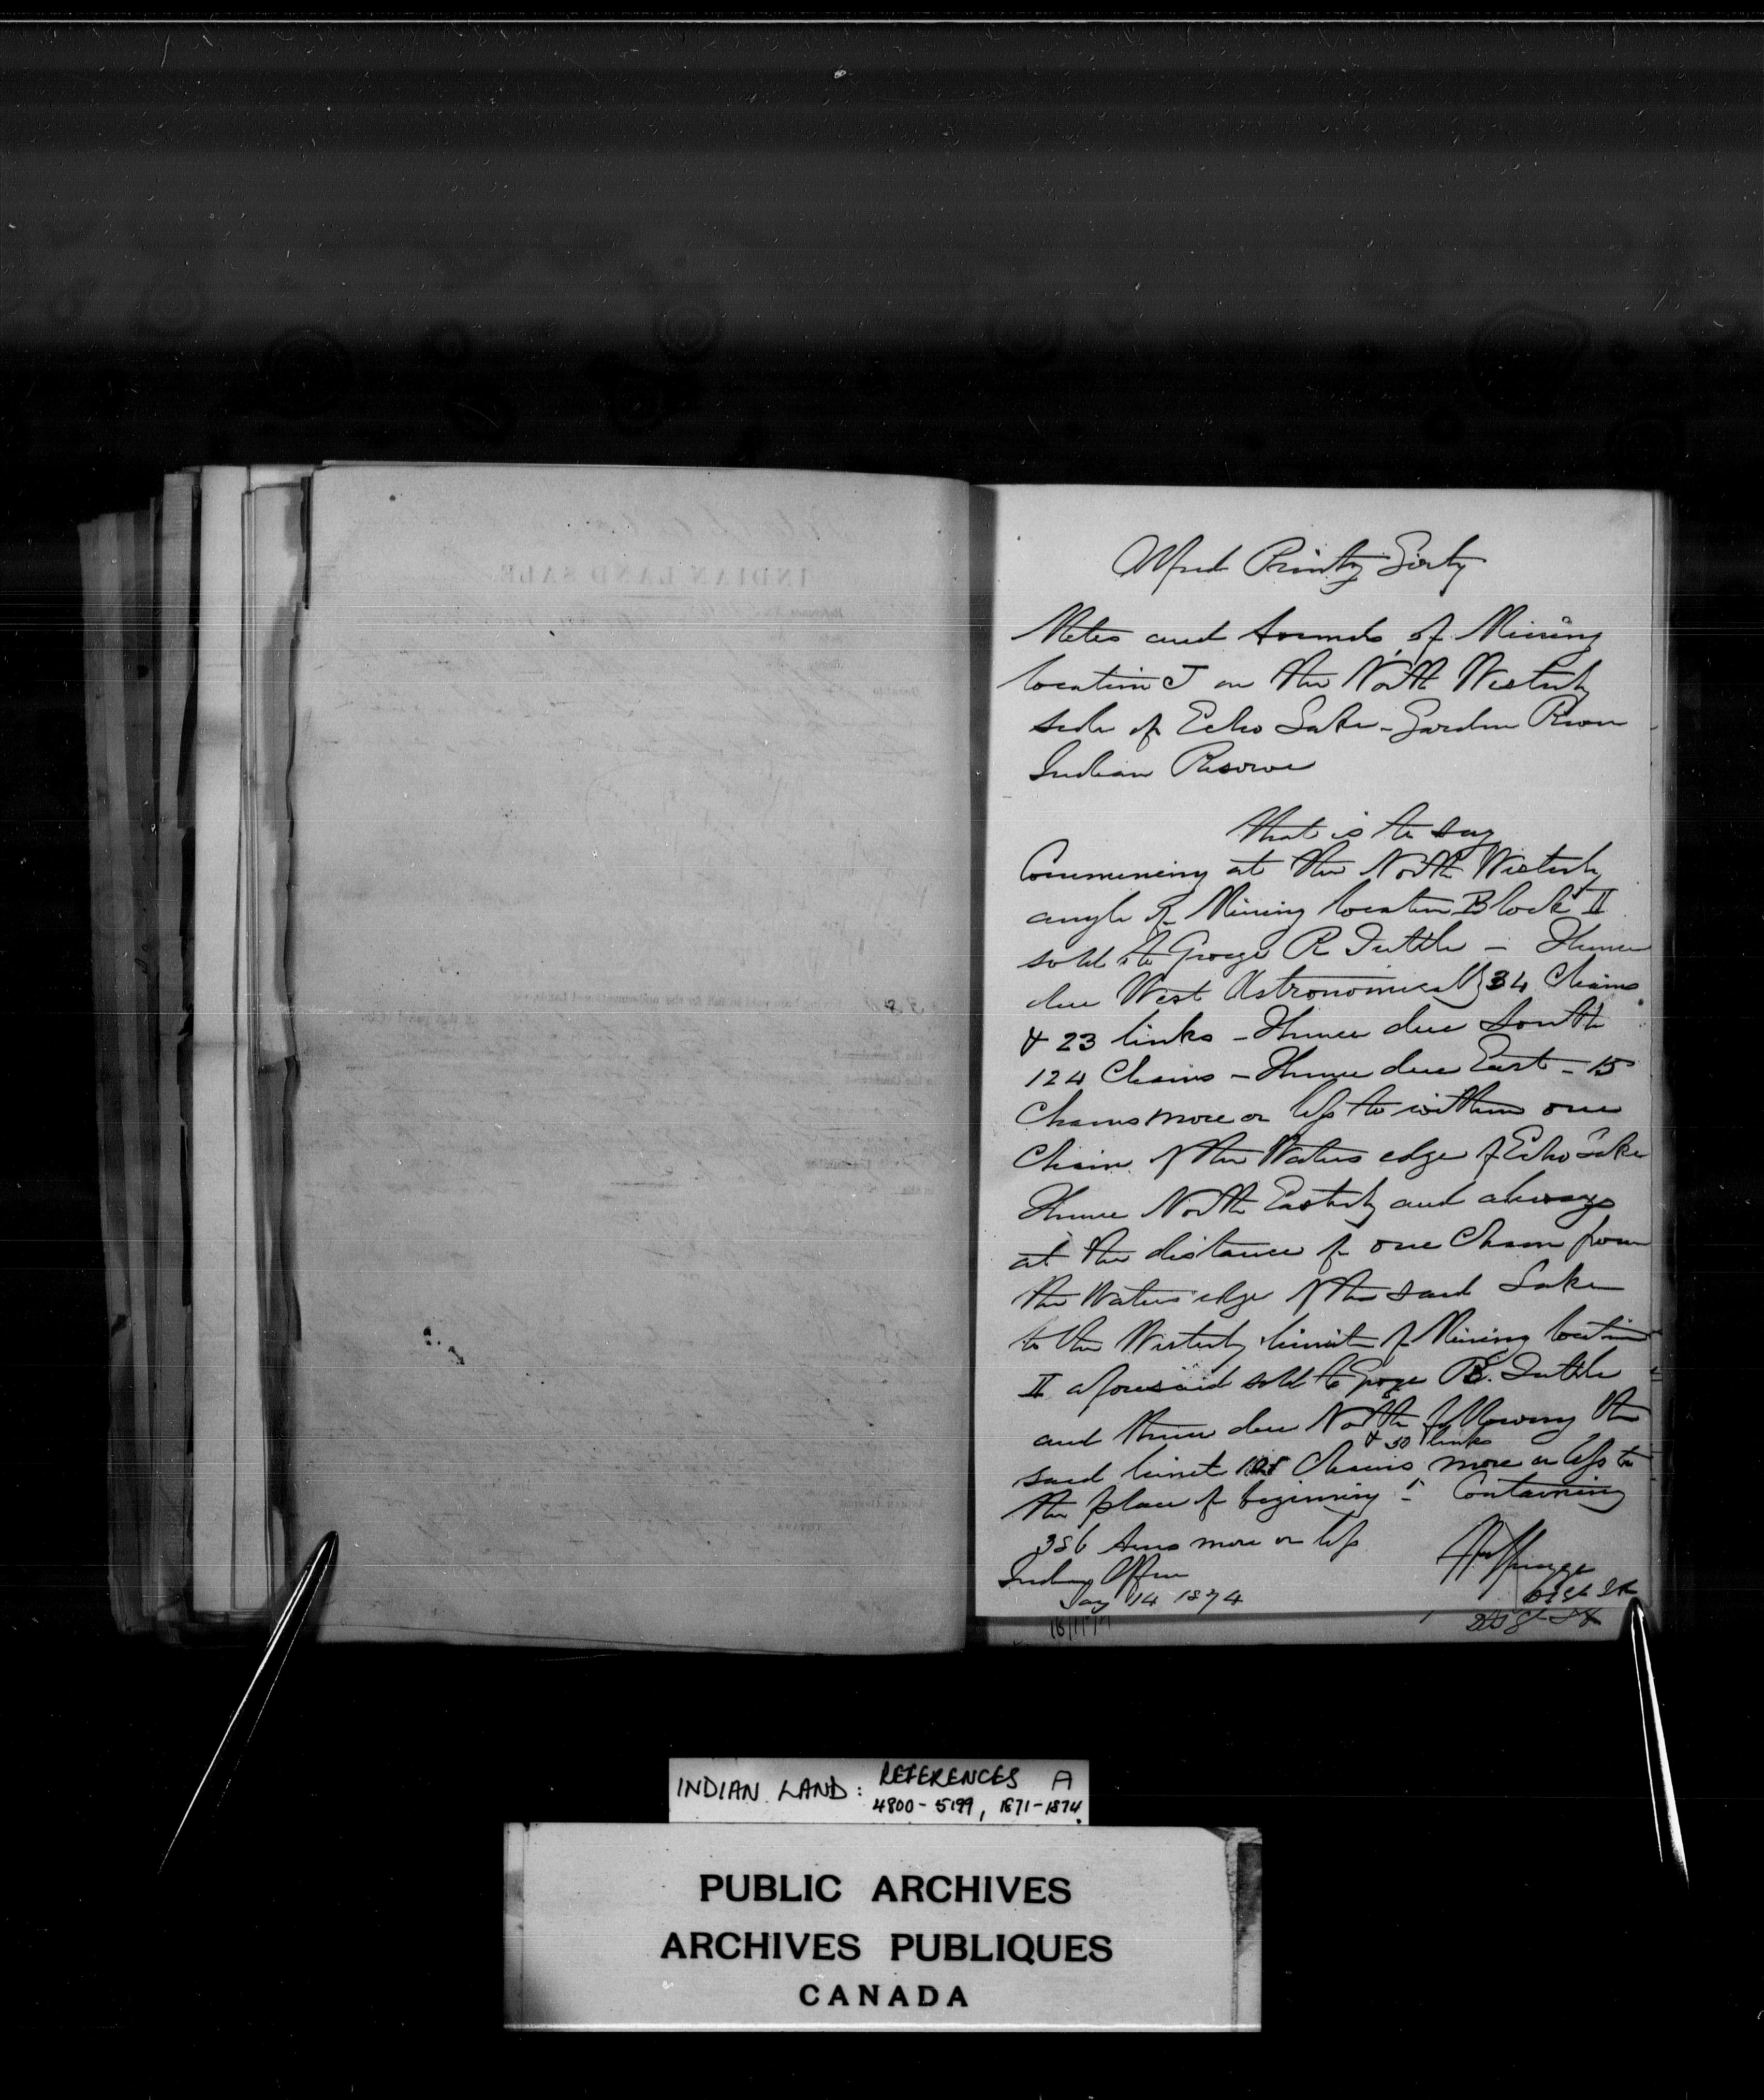 Alfred
Metes and bounds of Mining
location J on the North Westerly
side of Echo Lake - Garden River
Indian Reserve
that is to say
Commencing at the North Westerly
angle of Mining location Block II
sold to George R Tuttle - Thence
due West Astronomically 34 Chains
& 23 links - Thence due South
124 Chains - Thence due East - 15
Chains more or less to within one
Chain of the Waters edge of Echo Lake
Thence North Easterly and always
at the distance of one Chain from
the Waters edge of the said Lake
to the Westerly limit of Mining location
II aforesaid sold to George R. Tuttle
and thence due North following the
& 50 links
said limit Chains more or less to
the place of beginning - Containing
386 Acres more or less
Indian Office
14 1874
INDIAN LAND SALE
INDIAN LAND: REFERENCES A
4800-5199, 1871-1874.
PUBLIC ARCHIVES
ARCHIVES PUBLIQUES
CANADA